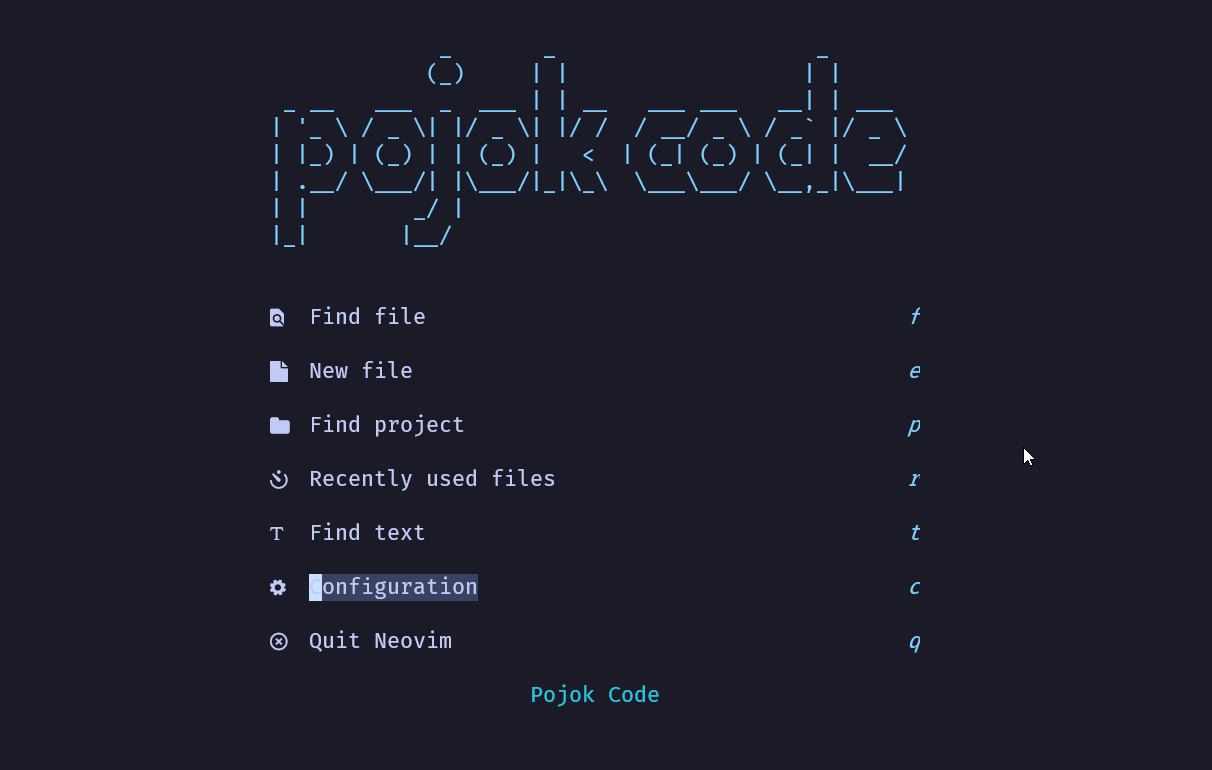 pojok code
Find file f
New file e
Find project p
Recently used files r
Find text t
Configuration c
Quit Neovim q
Pojok Code